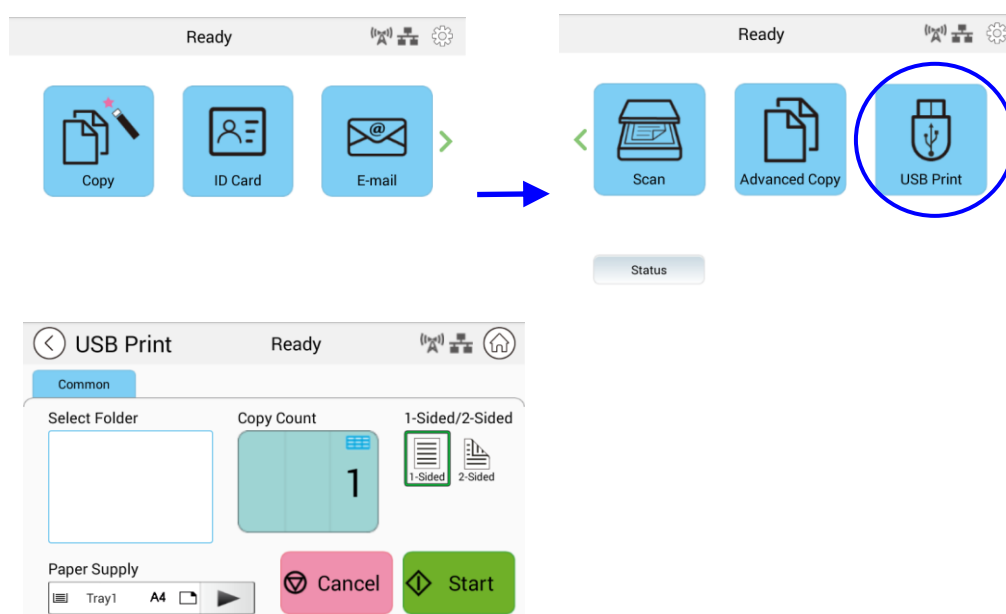 Ready
Copy
ID Card
@
E-mail
Ready
Scan
Advanced Copy
USB Print
Status
USB Print
Ready
Common
Select Folder
Copy Count
1-Sided/2-Sided
1
1-Sided
2-Sided
Paper Supply
Tray1
A4
Cancel
Start